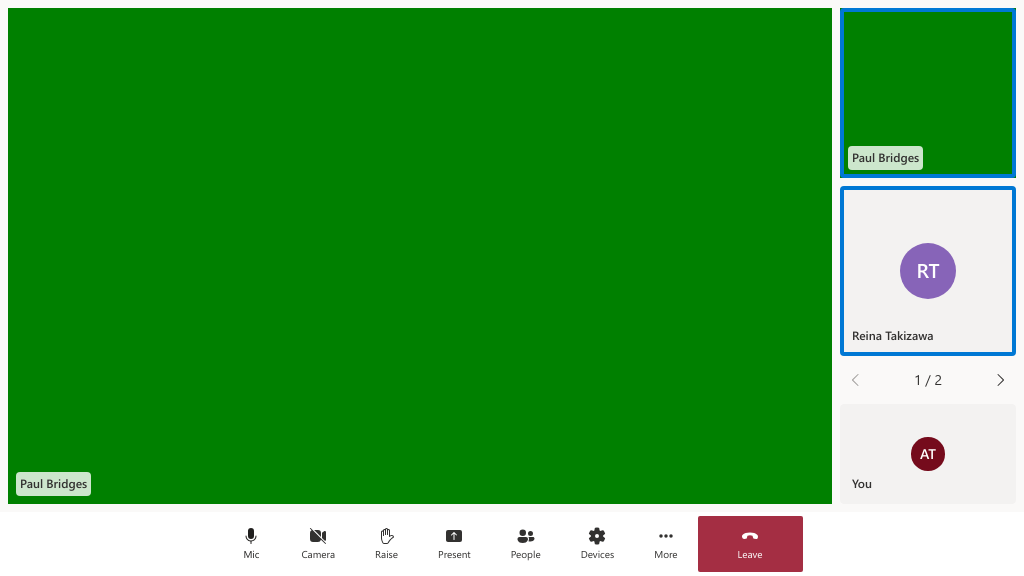 Paul Bridges
Paul Bridges
RT
Reina Takizawa
1 / 2
AT
You
Mic
Camera
Raise
Present
People
Devices
More
Leave